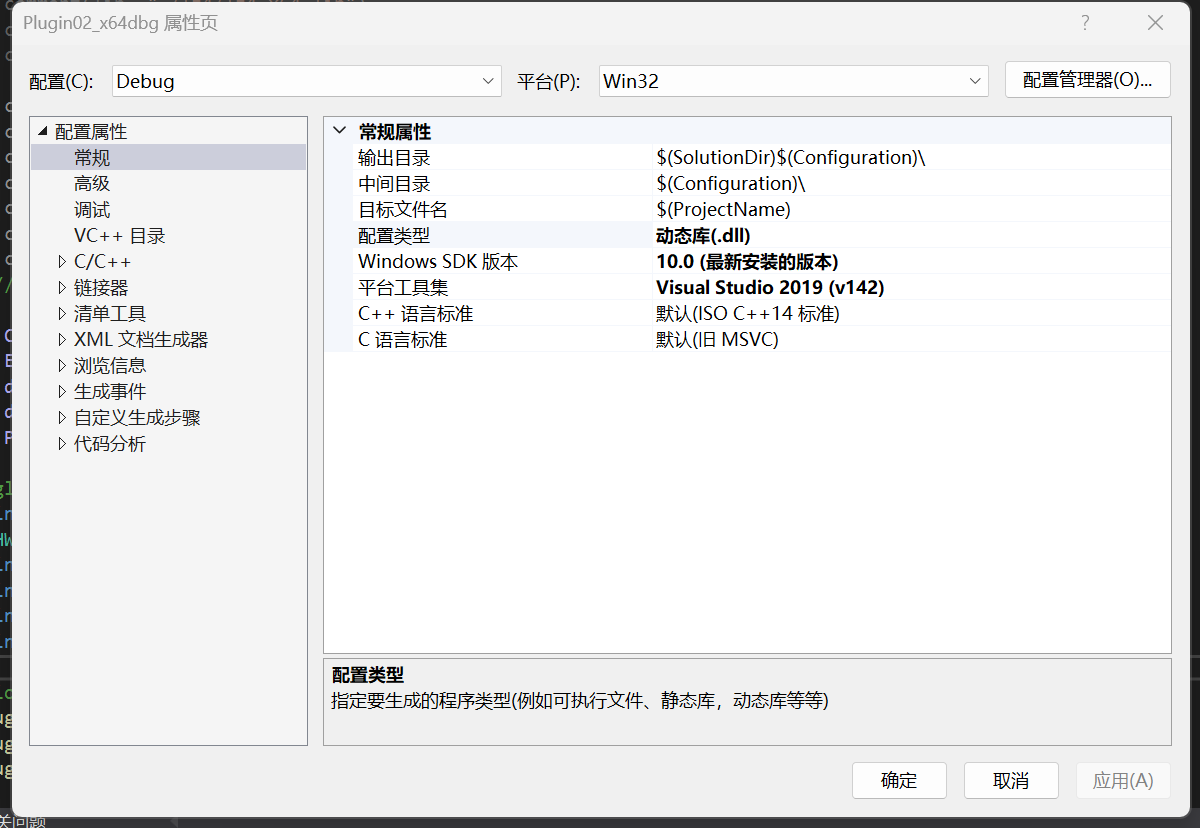 Plugin02_x64dbg 属性页
配置(C): Debug 平台(P): Win32 配置管理器(O)...
配置属性
常规
高级
调试
VC++ 目录
C/C++
链接器
清单工具
XML 文档生成器
浏览信息
生成事件
自定义生成步骤
代码分析
常规属性
输出目录 $(SolutionDir)$(Configuration)\
中间目录 $(Configuration)\
目标文件名 $(ProjectName)
配置类型 动态库(.dll)
Windows SDK 版本 10.0 (最新安装的版本)
平台工具集 Visual Studio 2019 (v142)
C++ 语言标准 默认(ISO C++14 标准)
C 语言标准 默认(旧 MSVC)
配置类型
指定要生成的程序类型(例如可执行文件、静态库，动态库等等)
确定 取消 应用(A)